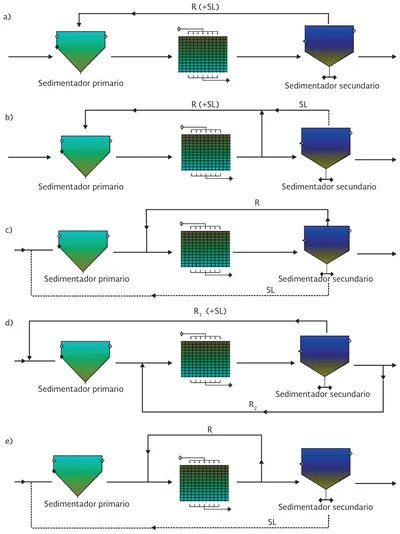 R (+SL)
a)
Sedimentador primario
Sedimentador secundario
R (+SL)
SL
b)
Sedimentador primario
Sedimentador secundario
R
c)
Sedimentador primario
Sedimentador secundario
SL
R₁ (+SL)
d)
Sedimentador primario
Sedimentador secundario
R₂
R
e)
Sedimentador primario
Sedimentador secundario
SL